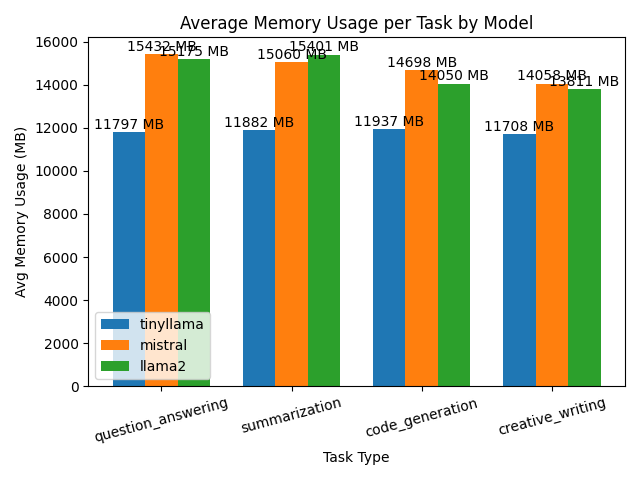 Average Memory Usage per Task by Model
Avg Memory Usage (MB)
16000
14000
12000
10000
8000
6000
4000
2000
0
11797 MB
15432 MB
15175 MB
11882 MB
15060 MB
15401 MB
11937 MB
14698 MB
14050 MB
11708 MB
14058 MB
13811 MB
tinyllama
mistral
llama2
question_answering
summarization
code_generation
creative_writing
Task Type